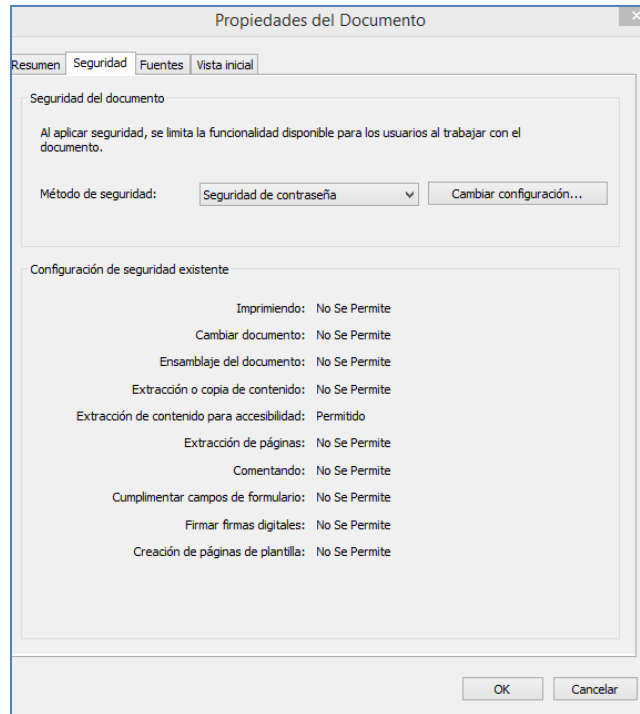 Propiedades del Documento
Resumen Seguridad Fuentes Vista inicial
Seguridad del documento
Al aplicar seguridad, se limita la funcionalidad disponible para los usuarios al trabajar con el
documento.
Método de seguridad: Seguridad de contraseña Cambiar configuración...
Configuración de seguridad existente
Imprimiendo: No Se Permite
Cambiar documento: No Se Permite
Ensamblaje del documento: No Se Permite
Extracción o copia de contenido: No Se Permite
Extracción de contenido para accesibilidad: Permitido
Extracción de páginas: No Se Permite
Comentando: No Se Permite
Cumplimentar campos de formulario: No Se Permite
Firmar firmas digitales: No Se Permite
Creación de páginas de plantilla: No Se Permite
OK Cancelar